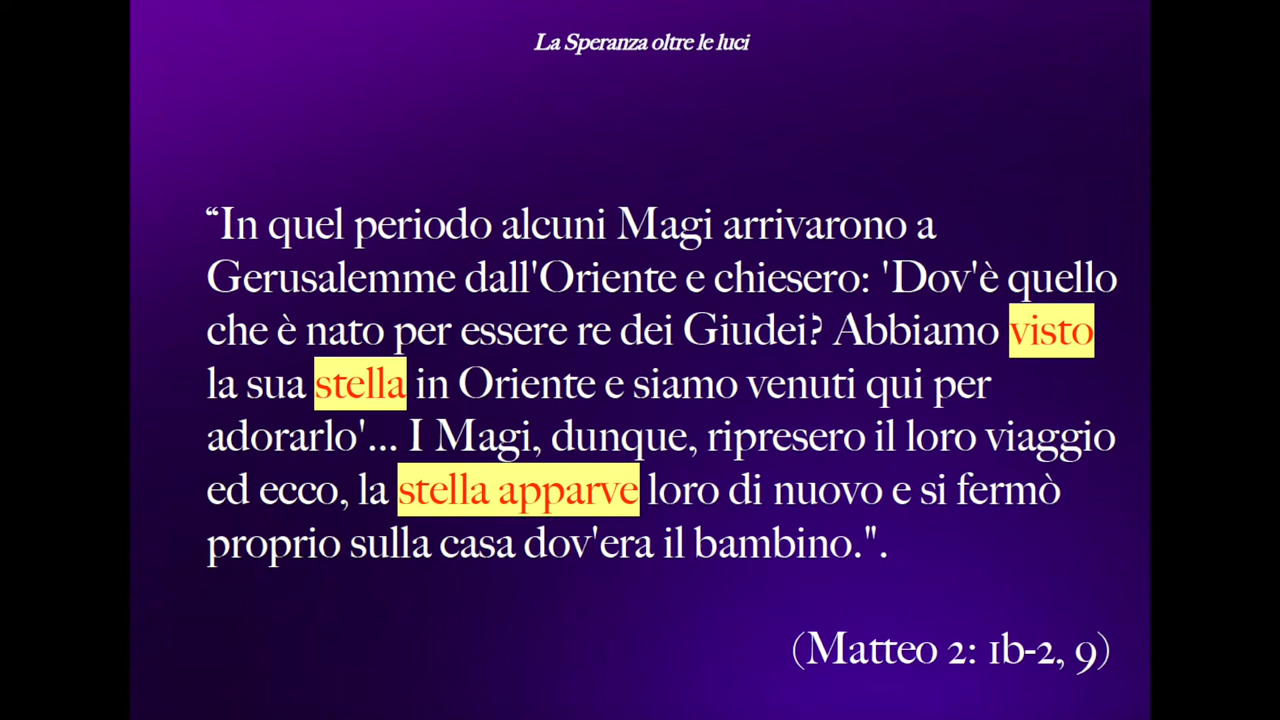 La Speranza oltre le luci
“In quel periodo alcuni Magi arrivarono a
Gerusalemme dall'Oriente e chiesero: 'Dov'è quello
che è nato per essere re dei Giudei? Abbiamo visto
la sua stella in Oriente e siamo venuti qui per
adorarlo'... I Magi, dunque, ripresero il loro viaggio
ed ecco, la stella apparve loro di nuovo e si fermò
proprio sulla casa dov'era il bambino.".
(Matteo 2: 1b-2, 9)